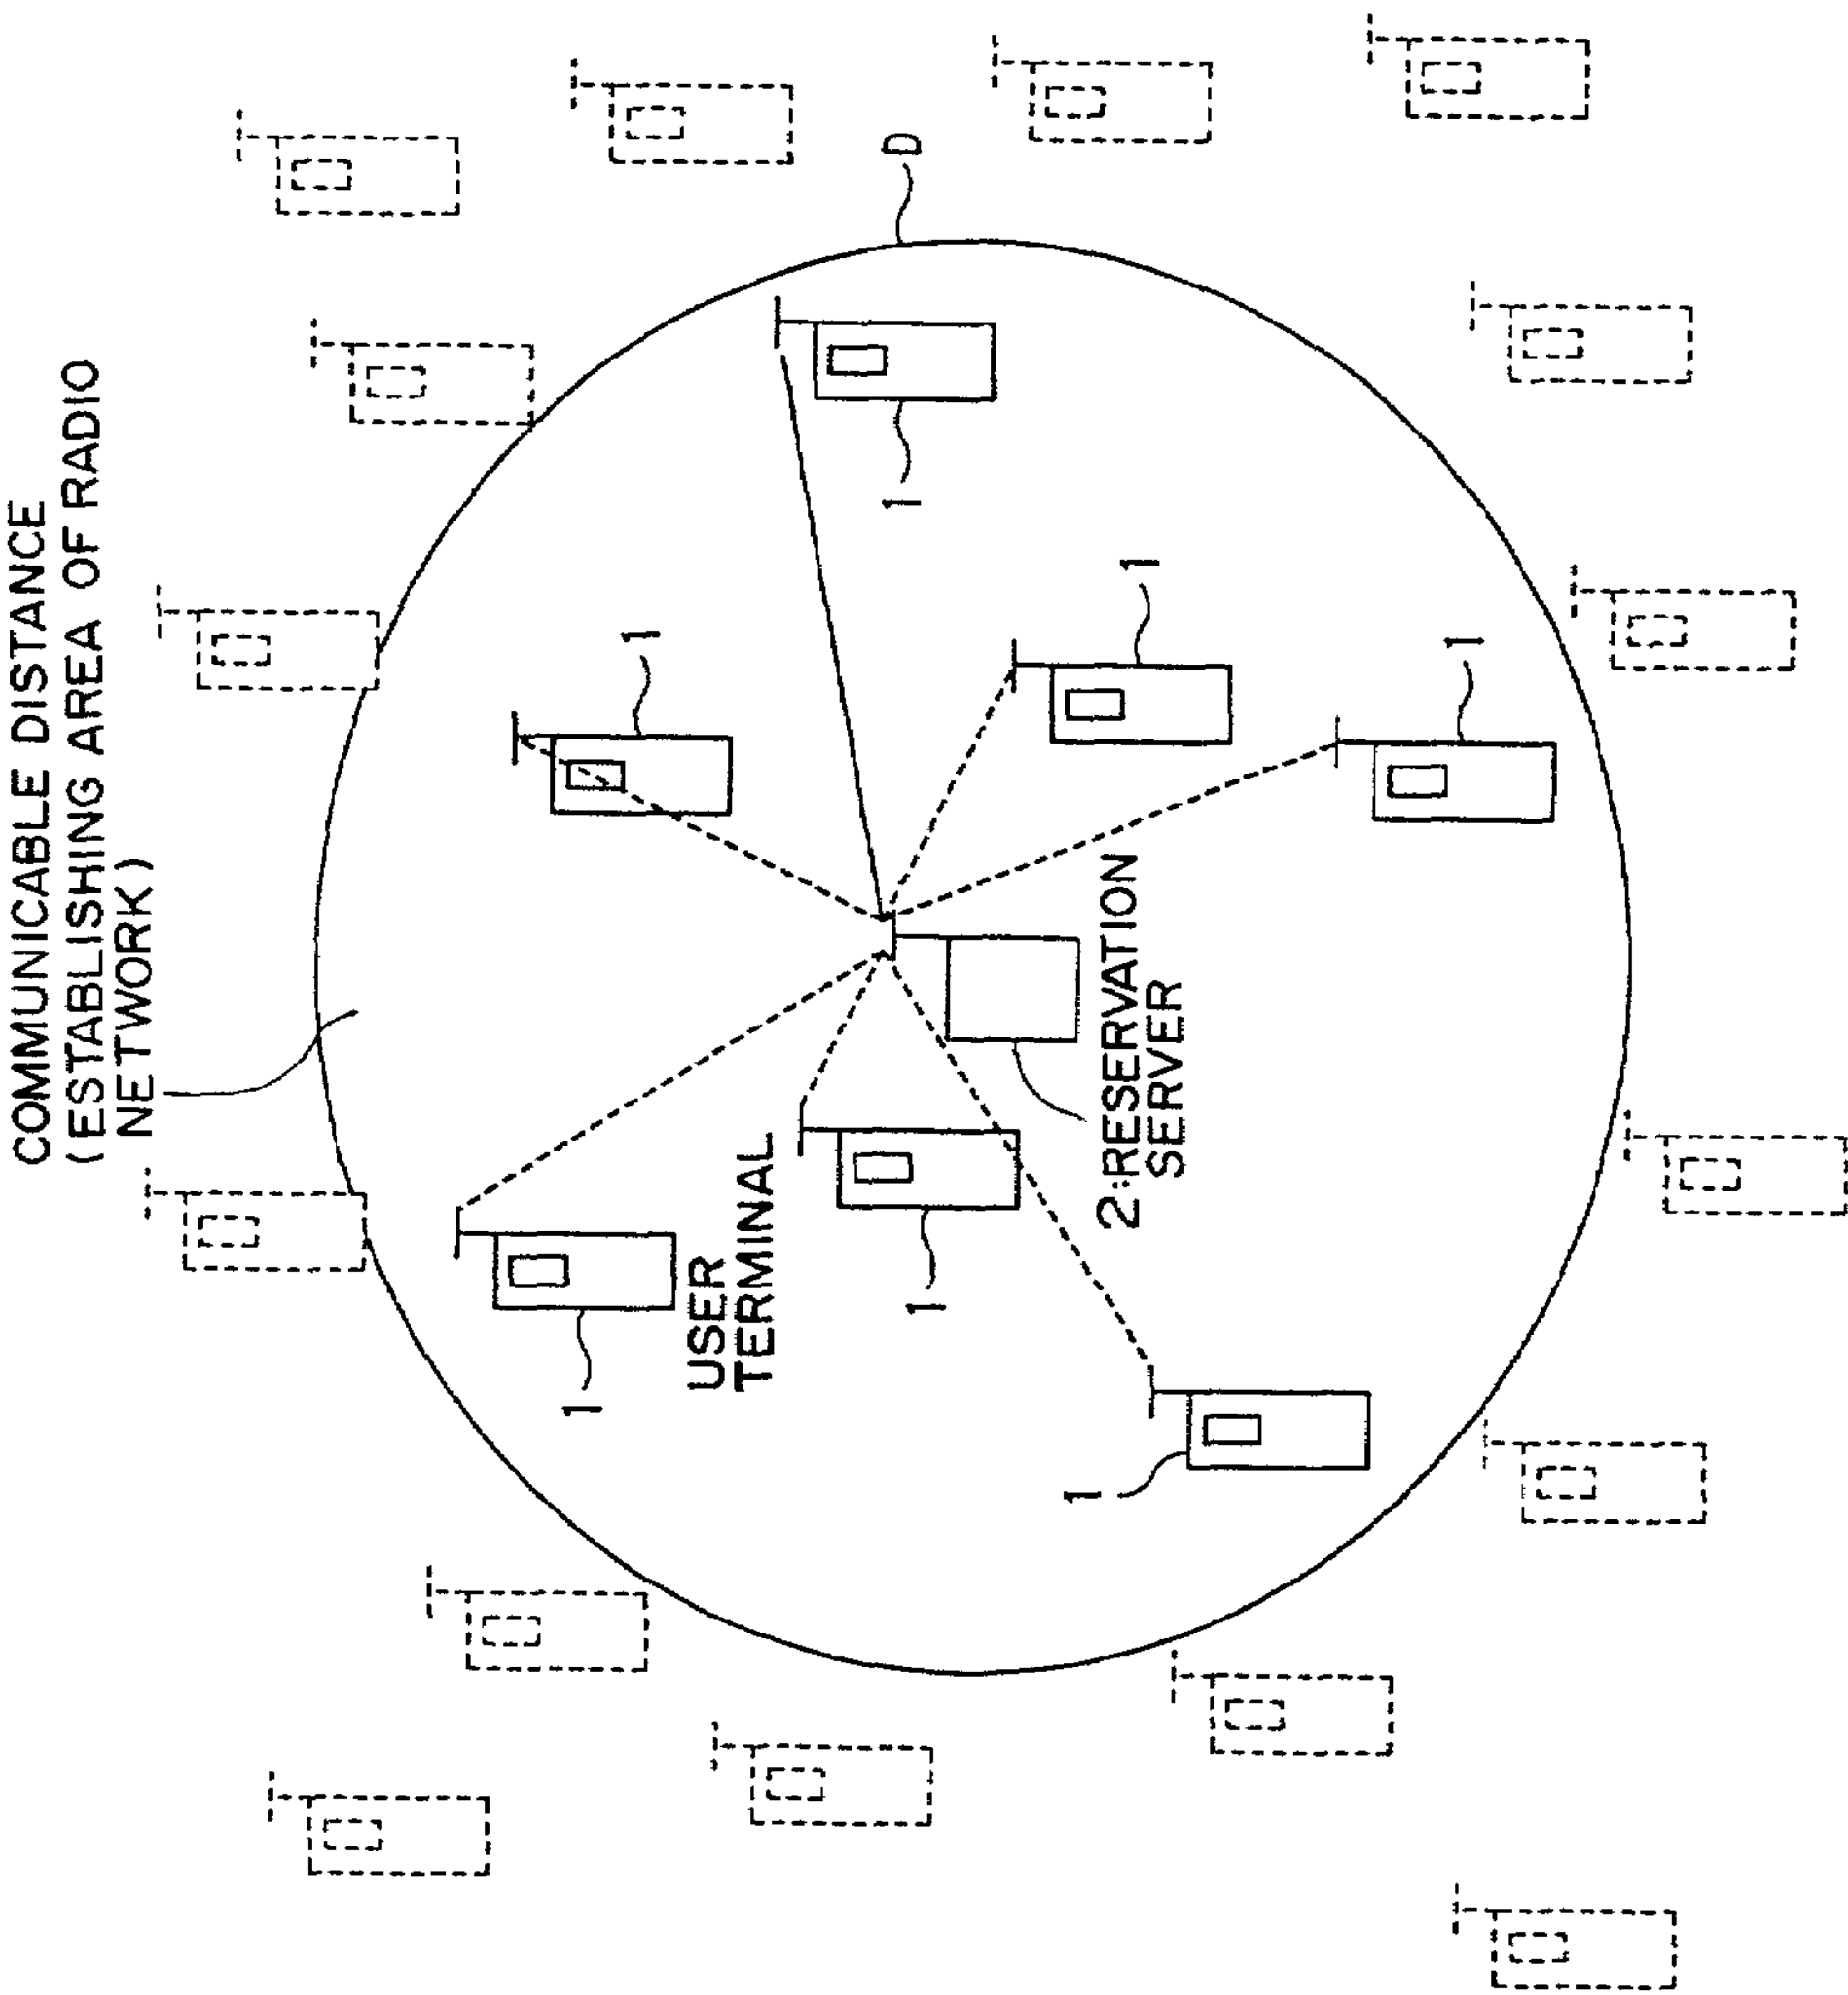 COMMUNICABLE DISTANCE
(ESTABLISHING AREA OF RADIO
NETWORK)
D
1
1
1
1
1
USER
TERMINAL
1
1
2:RESERVATION
SERVER